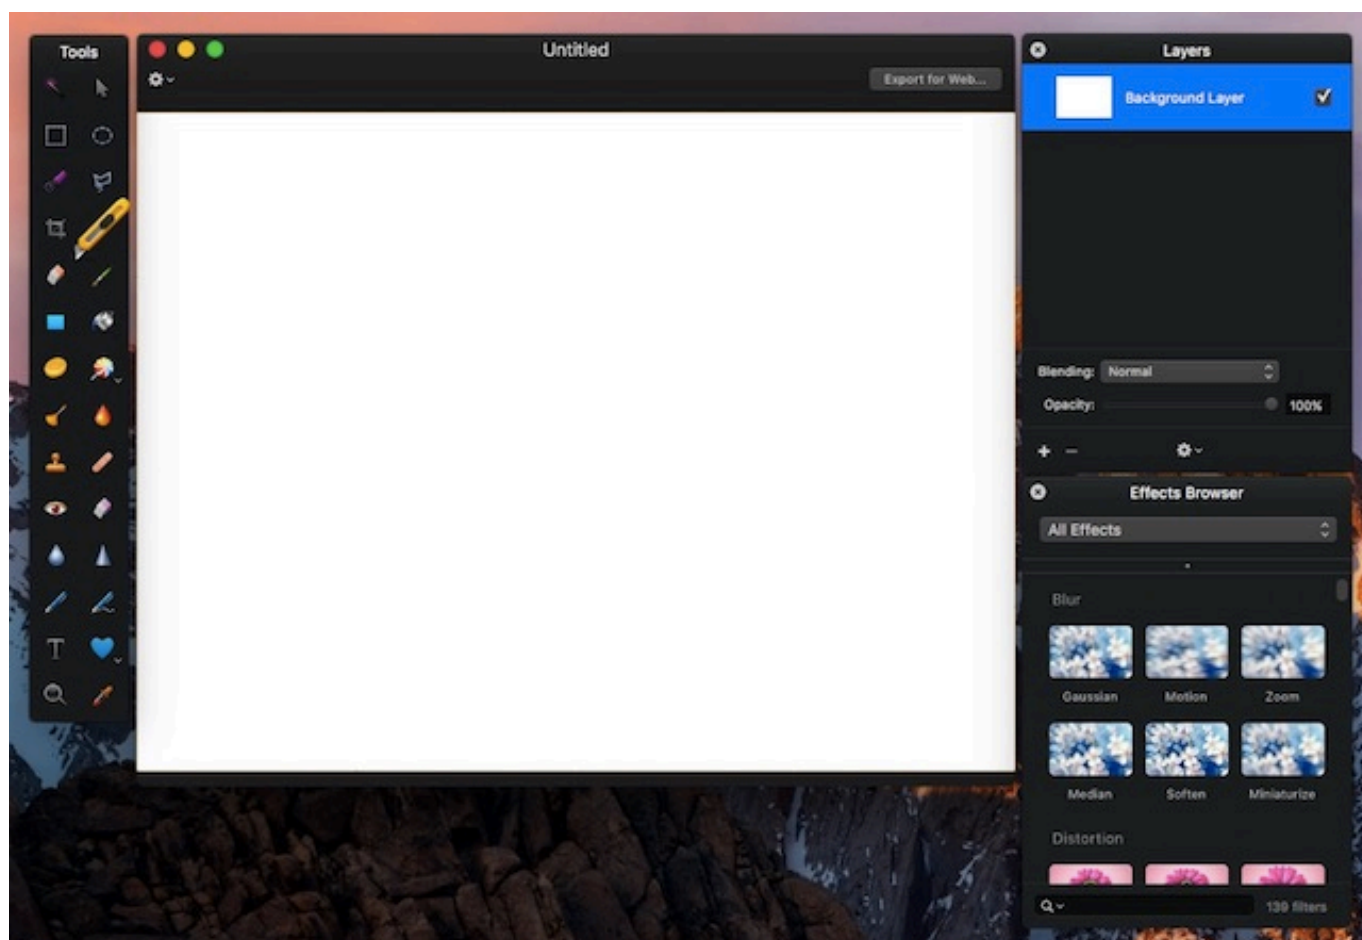 Tools
Untitled
Export for Web...
T
Layers
Background Layer
Blending: Normal
Opacity: 100%
Effects Browser
All Effects
Blur
Gaussian Motion Zoom
Median Soften Miniaturize
Distortion
139 filters